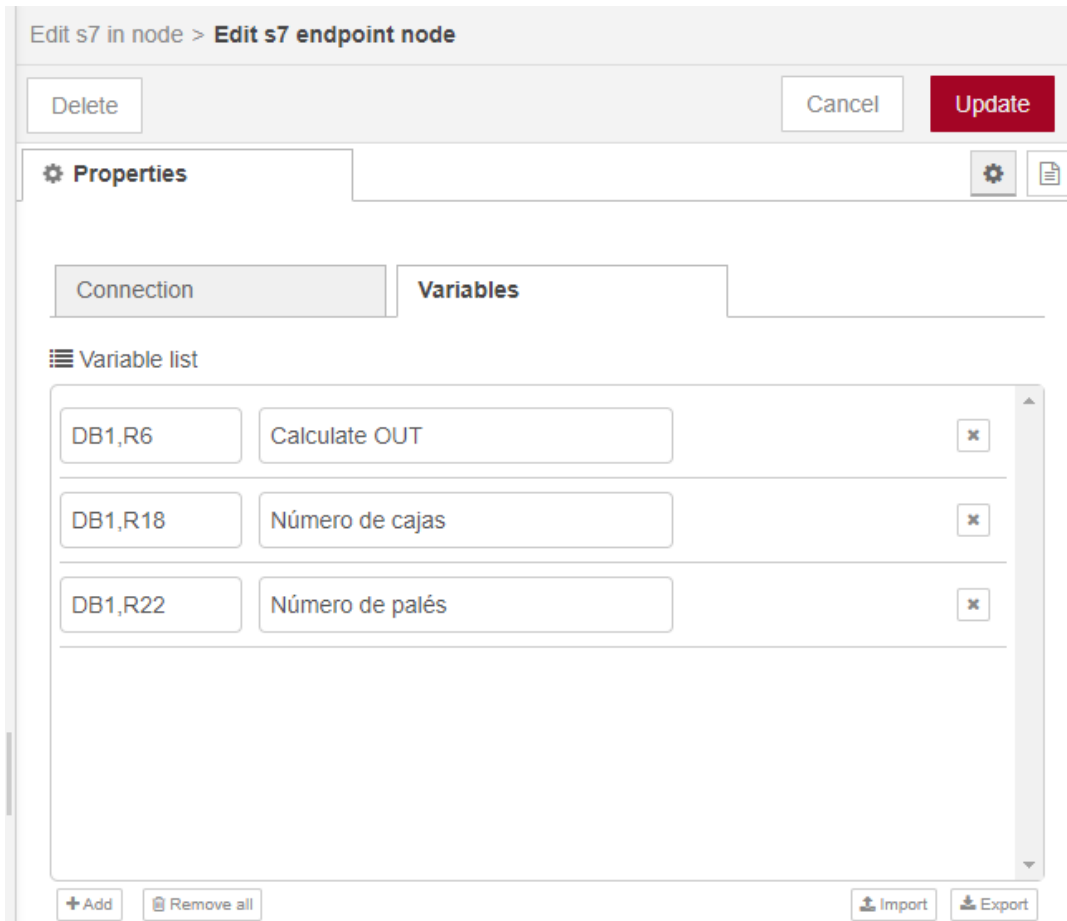 Edit s7 in node > Edit s7 endpoint node
Delete Cancel Update
Properties
Connection Variables
Variable list
DB1,R6 Calculate OUT
DB1,R18 Número de cajas
DB1,R22 Número de palés
Add Remove all Import Export